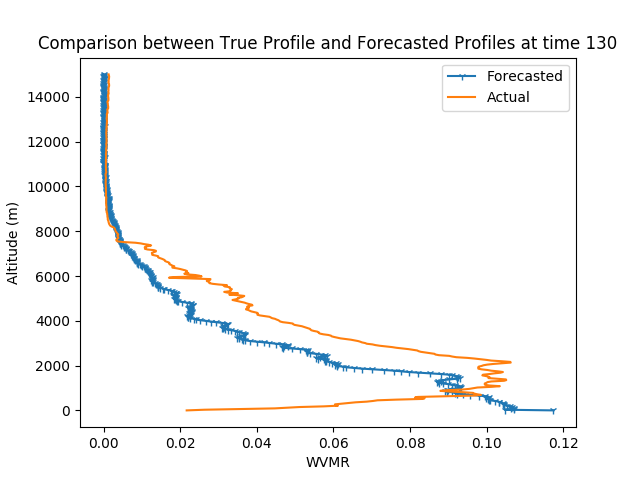 Comparison between True Profile and Forecasted Profiles at time 130
Forecasted
Actual
14000
12000
10000
8000
6000
4000
2000
0
Altitude (m)
0.00 0.02 0.04 0.06 0.08 0.10 0.12
WVMR